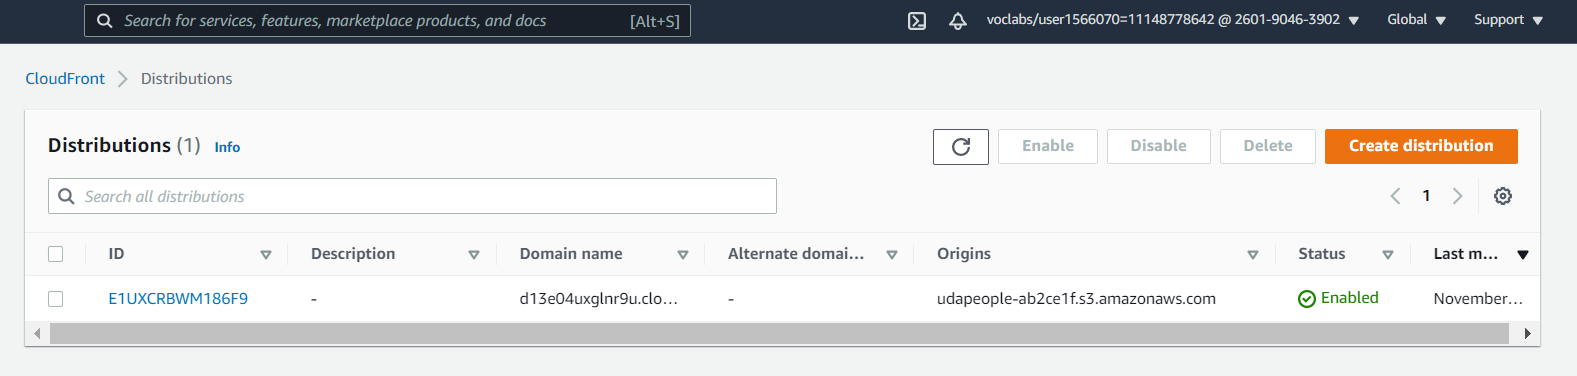 Search for services, features, marketplace products, and docs [Alt+S] voclabs/user1566070=11148778642 @ 2601-9046-3902 Global Support
CloudFront Distributions
Distributions (1) Info Enable Disable Delete Create distribution
Search all distributions 1
ID Description Domain name Alternate domai... Origins Status Last m...
E1UXCRBWM186F9 - d13e04uxglnr9u.clo... - udapeople-ab2ce1f.s3.amazonaws.com Enabled November...